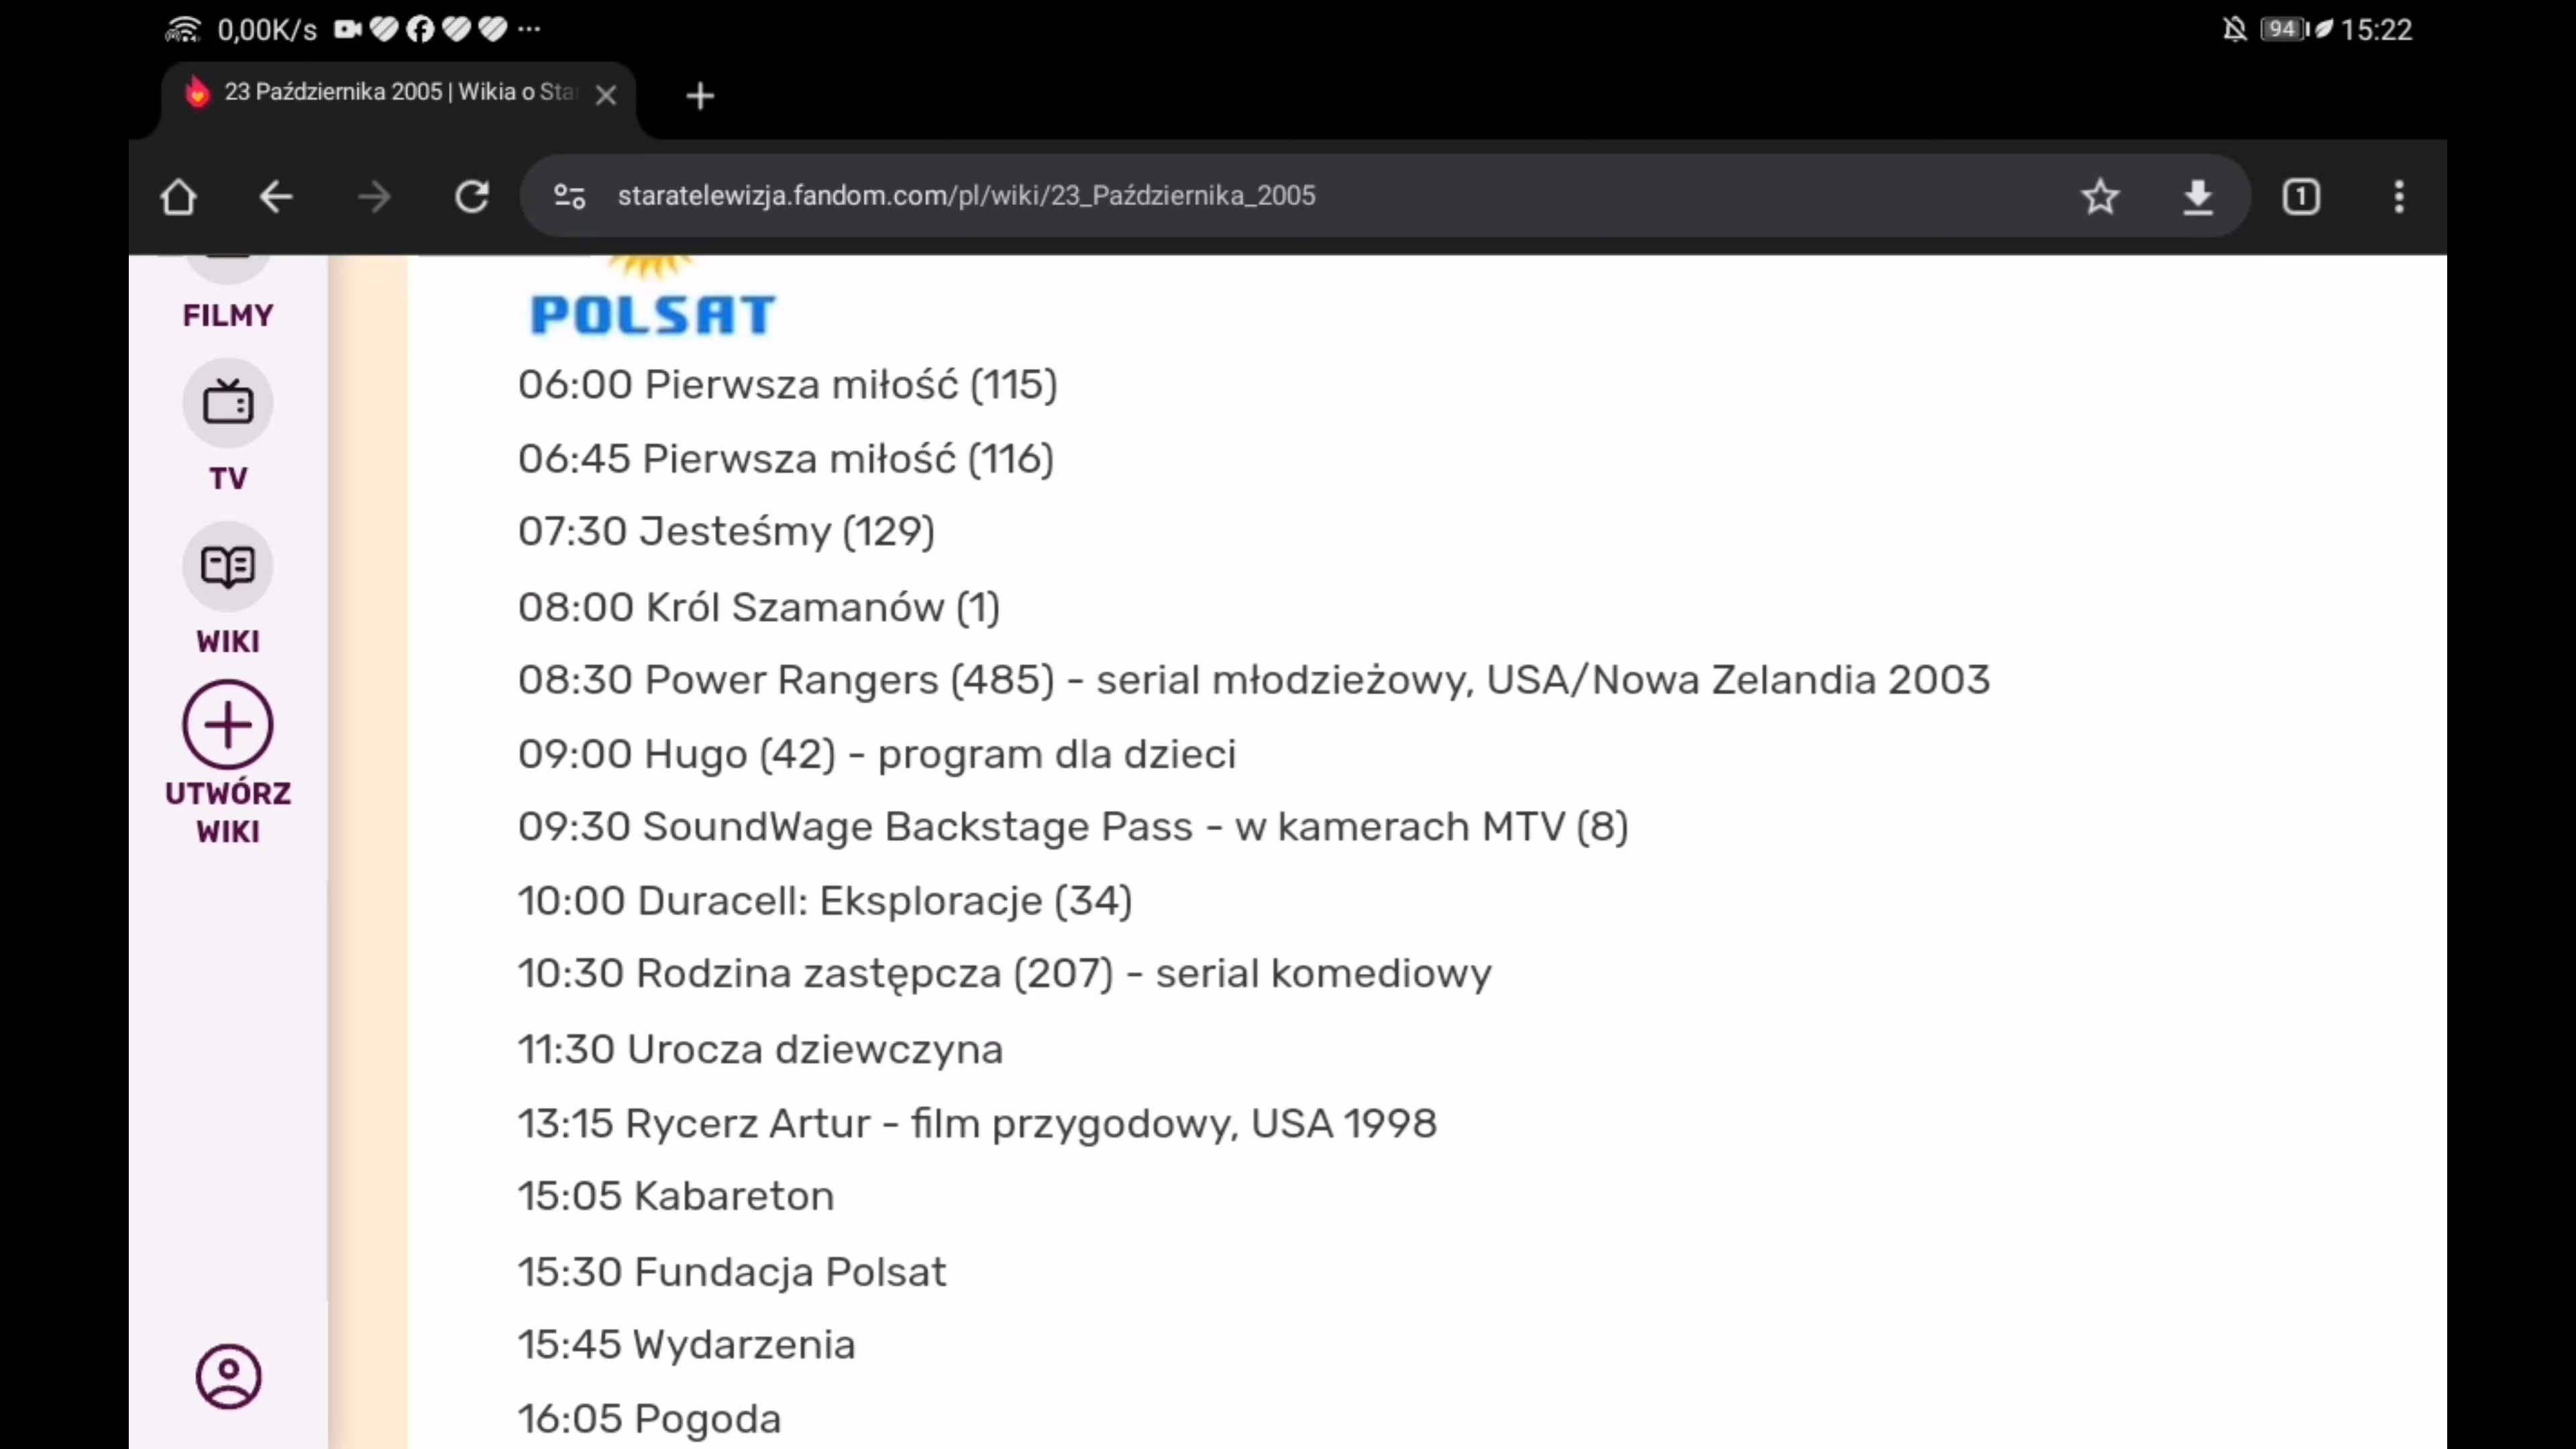 0,00K/s
94 15:22
23 Października 2005 | Wikia o Star
staratelewizja.fandom.com/pl/wiki/23_Października_2005
1
FILMY
TV
WIKI
UTWÓRZ
WIKI
POLSAT
06:00 Pierwsza miłość (115)
06:45 Pierwsza miłość (116)
07:30 Jesteśmy (129)
08:00 Król Szamanów (1)
08:30 Power Rangers (485) - serial młodzieżowy, USA/Nowa Zelandia 2003
09:00 Hugo (42) - program dla dzieci
09:30 SoundWage Backstage Pass - w kamerach MTV (8)
10:00 Duracell: Eksploracje (34)
10:30 Rodzina zastępcza (207) - serial komediowy
11:30 Urocza dziewczyna
13:15 Rycerz Artur - film przygodowy, USA 1998
15:05 Kabareton
15:30 Fundacja Polsat
15:45 Wydarzenia
16:05 Pogoda